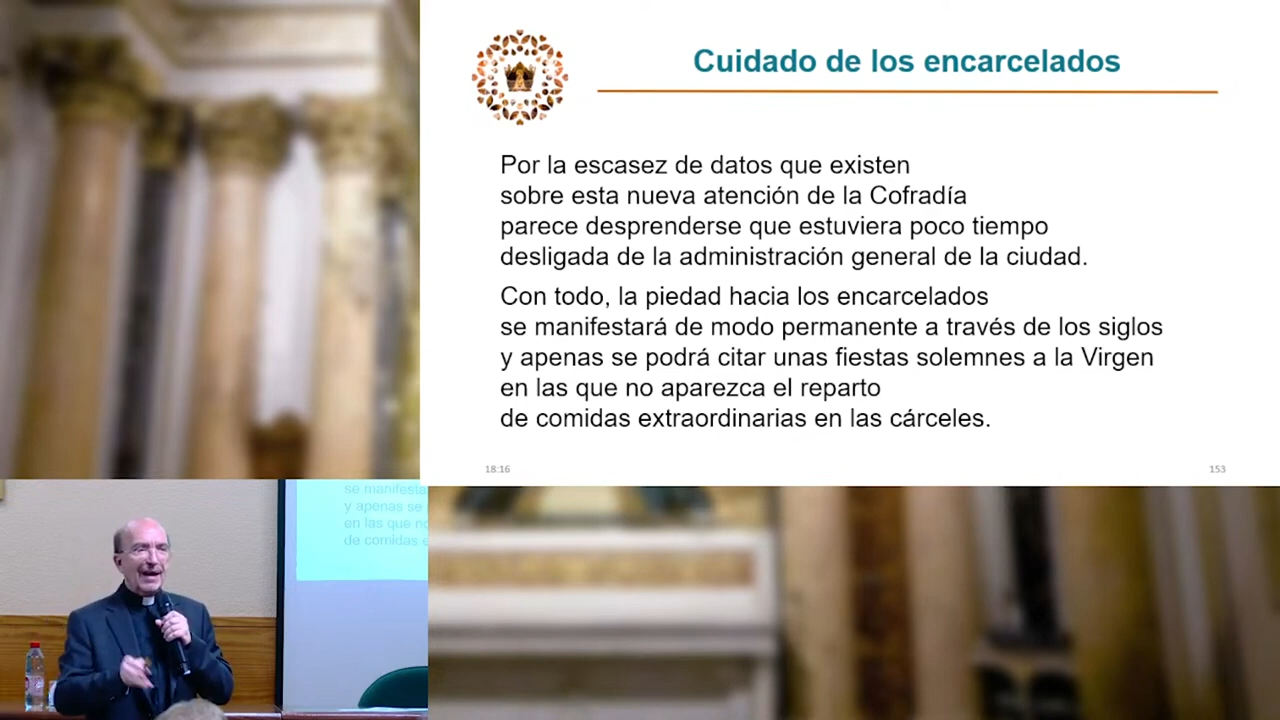 Cuidado de los encarcelados
Por la escasez de datos que existen
sobre esta nueva atención de la Cofradía
parece desprenderse que estuviera poco tiempo
desligada de la administración general de la ciudad.
Con todo, la piedad hacia los encarcelados
se manifestará de modo permanente a través de los siglos
y apenas se podrá citar unas fiestas solemnes a la Virgen
en las que no aparezca el reparto
de comidas extraordinarias en las cárceles.
18:16
153
se manifesta
y apenas se
en las que no
de comidas e